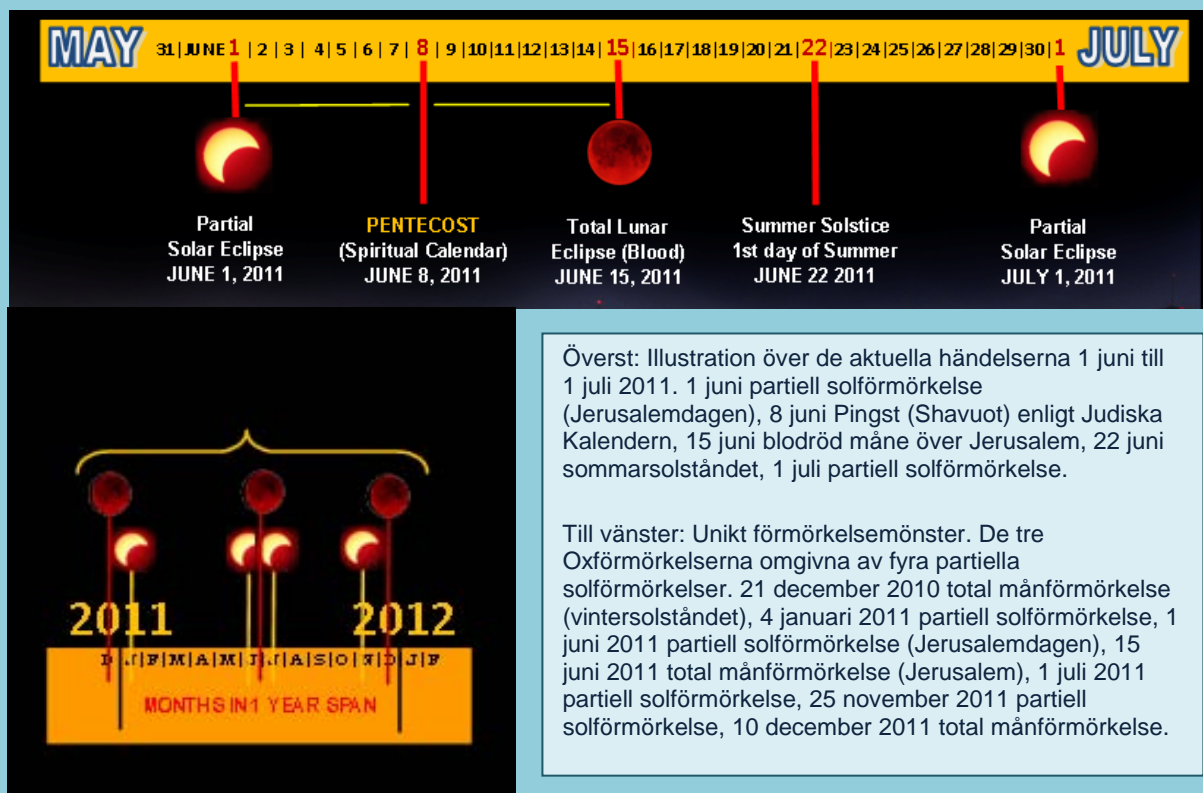 MAY 31|JUNE 1 | 2 | 3 | 4 | 5 | 6 | 7 | 8 | 9 |10|11|12|13|14|15|16|17|18|19|20|21|22|23|24|25|26|27|28|29|30|1 JULY
Partial
Solar Eclipse
JUNE 1, 2011
PENTECOST
(Spiritual Calendar)
JUNE 8, 2011
Total Lunar
Eclipse (Blood)
JUNE 15, 2011
Summer Solstice
1st day of Summer
JUNE 22 2011
Partial
Solar Eclipse
JULY 1, 2011
2011 2012
D|J|F|M|A|M|J|J|A|S|O|N|D|J|F
MONTHS IN 1 YEAR SPAN
Överst: Illustration över de aktuella händelserna 1 juni till
1 juli 2011. 1 juni partiell solförmörkelse
(Jerusalemdagen), 8 juni Pingst (Shavuot) enligt Judiska
Kalendern, 15 juni blodröd måne över Jerusalem, 22 juni
sommarsolståndet, 1 juli partiell solförmörkelse.
Till vänster: Unikt förmörkelsemönster. De tre
Oxförmörkelserna omgivna av fyra partiella
solförmörkelser. 21 december 2010 total månförmörkelse
(vintersolståndet), 4 januari 2011 partiell solförmörkelse, 1
juni 2011 partiell solförmörkelse (Jerusalemdagen), 15
juni 2011 total månförmörkelse (Jerusalem), 1 juli 2011
partiell solförmörkelse, 25 november 2011 partiell
solförmörkelse, 10 december 2011 total månförmörkelse.